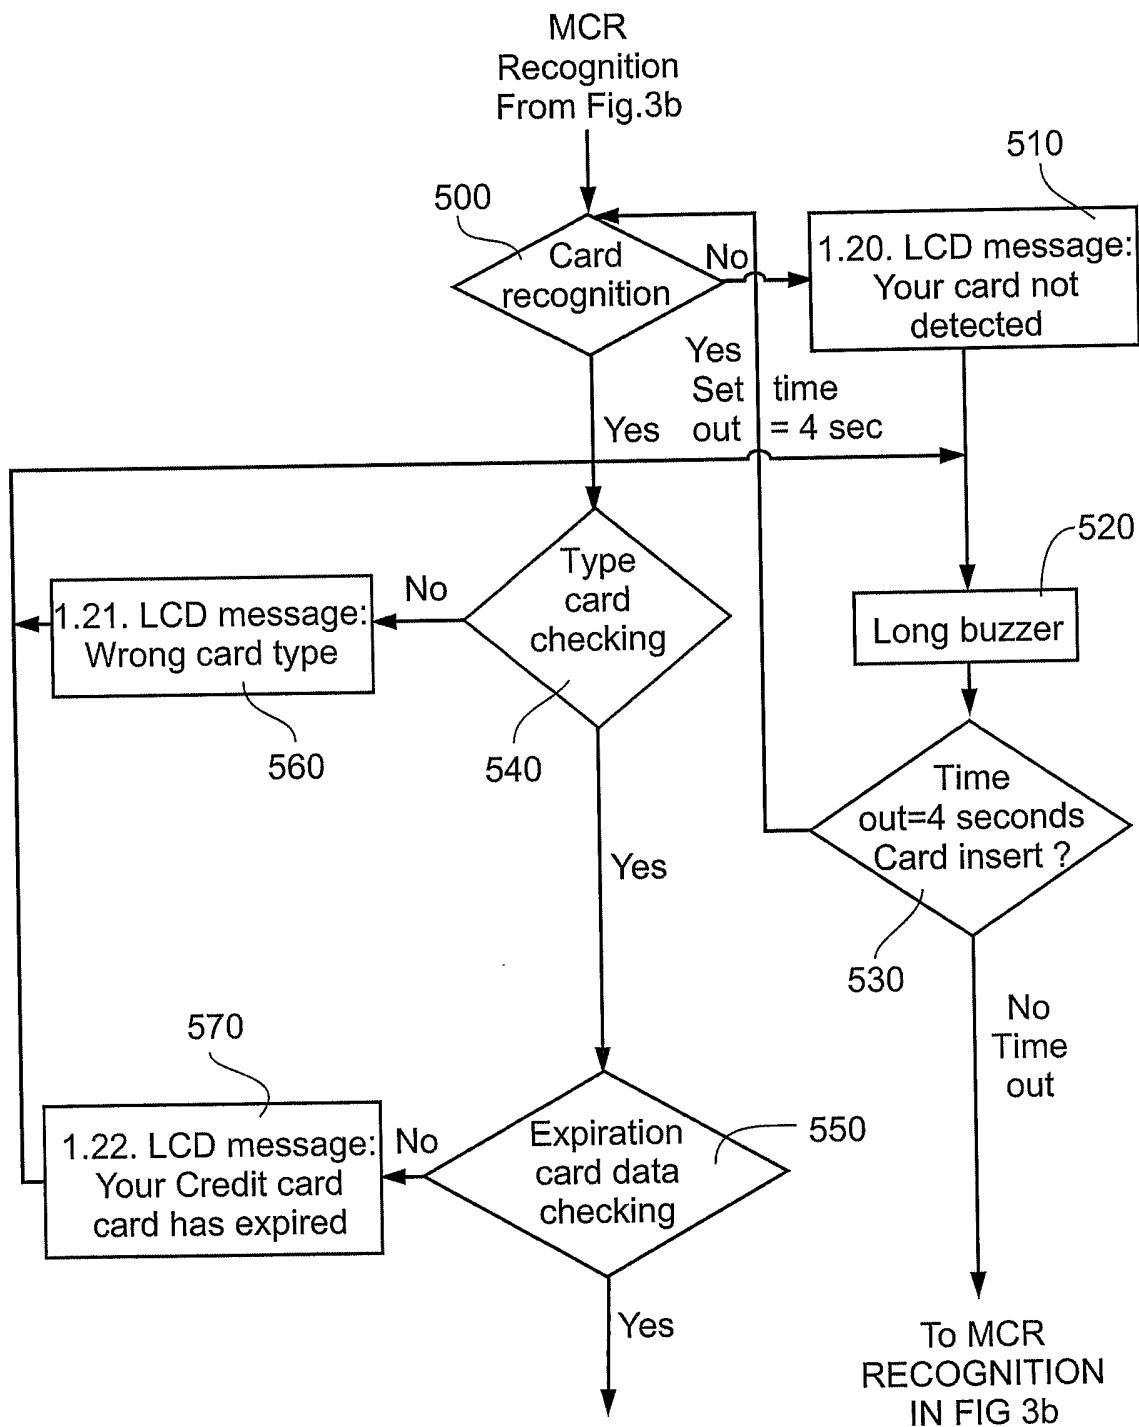 MCR
Recognition
From Fig.3b
510
500
Card
recognition
No
1.20. LCD message:
Your card not
detected
Yes
Set time
out = 4 sec
Yes
520
Type
card
checking
No
1.21. LCD message:
Wrong card type
Long buzzer
560
540
Time
out=4 seconds
Card insert ?
Yes
530
No
Time
out
570
Expiration
card data
checking
550
No
1.22. LCD message:
Your Credit card
card has expired
Yes
To MCR
RECOGNITION
IN FIG 3b